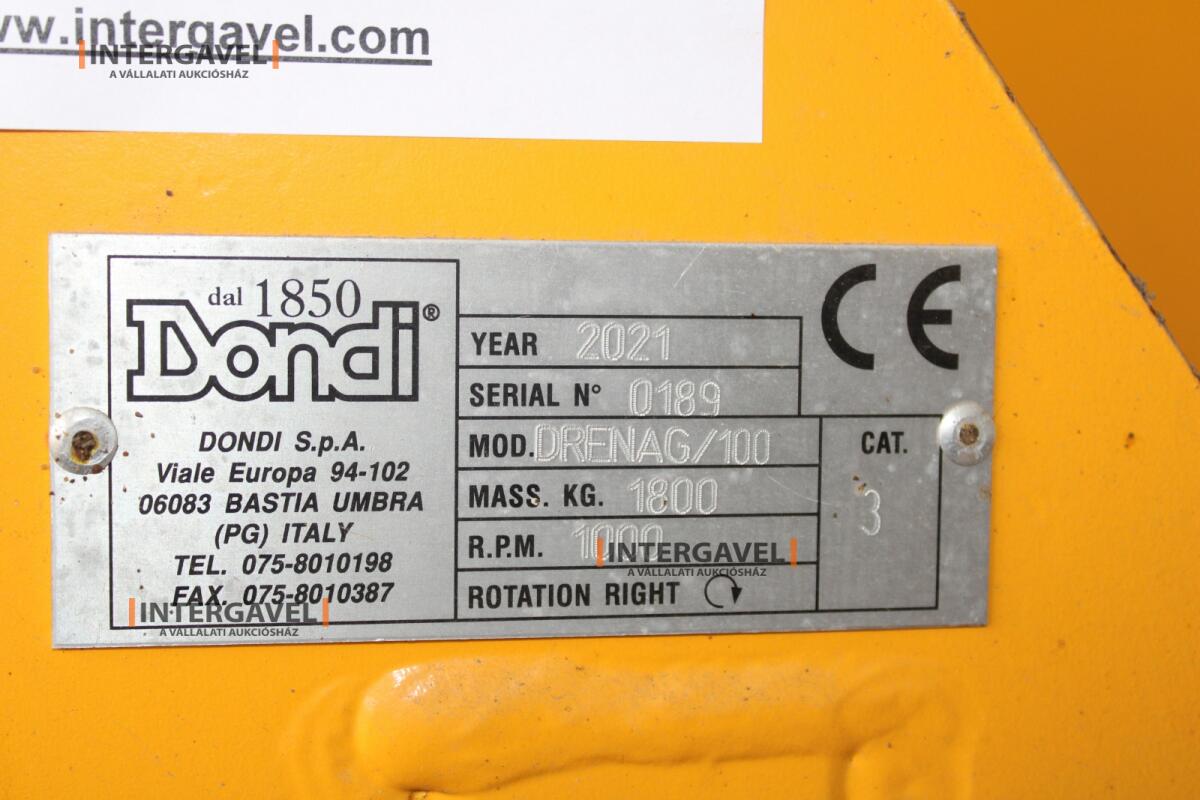 www.intergavel.com
INTERGAVEL
A VÁLLALATI AUKCIÓSHÁZ
dal 1850
Dondi®
DONDI S.p.A.
Viale Europa 94-102
06083 BASTIA UMBRA
(PG) ITALY
TEL. 075-8010198
FAX. 075-8010387
INTERGAVEL
A VÁLLALATI AUKCIÓSHÁZ
YEAR 2021
SERIAL N° 0189
MOD. DRENAG/100
MASS. KG. 1800
R.P.M. 1000
INTERGAVEL
A VÁLLALATI AUKCIÓSHÁZ
ROTATION RIGHT
CE
CAT.
3